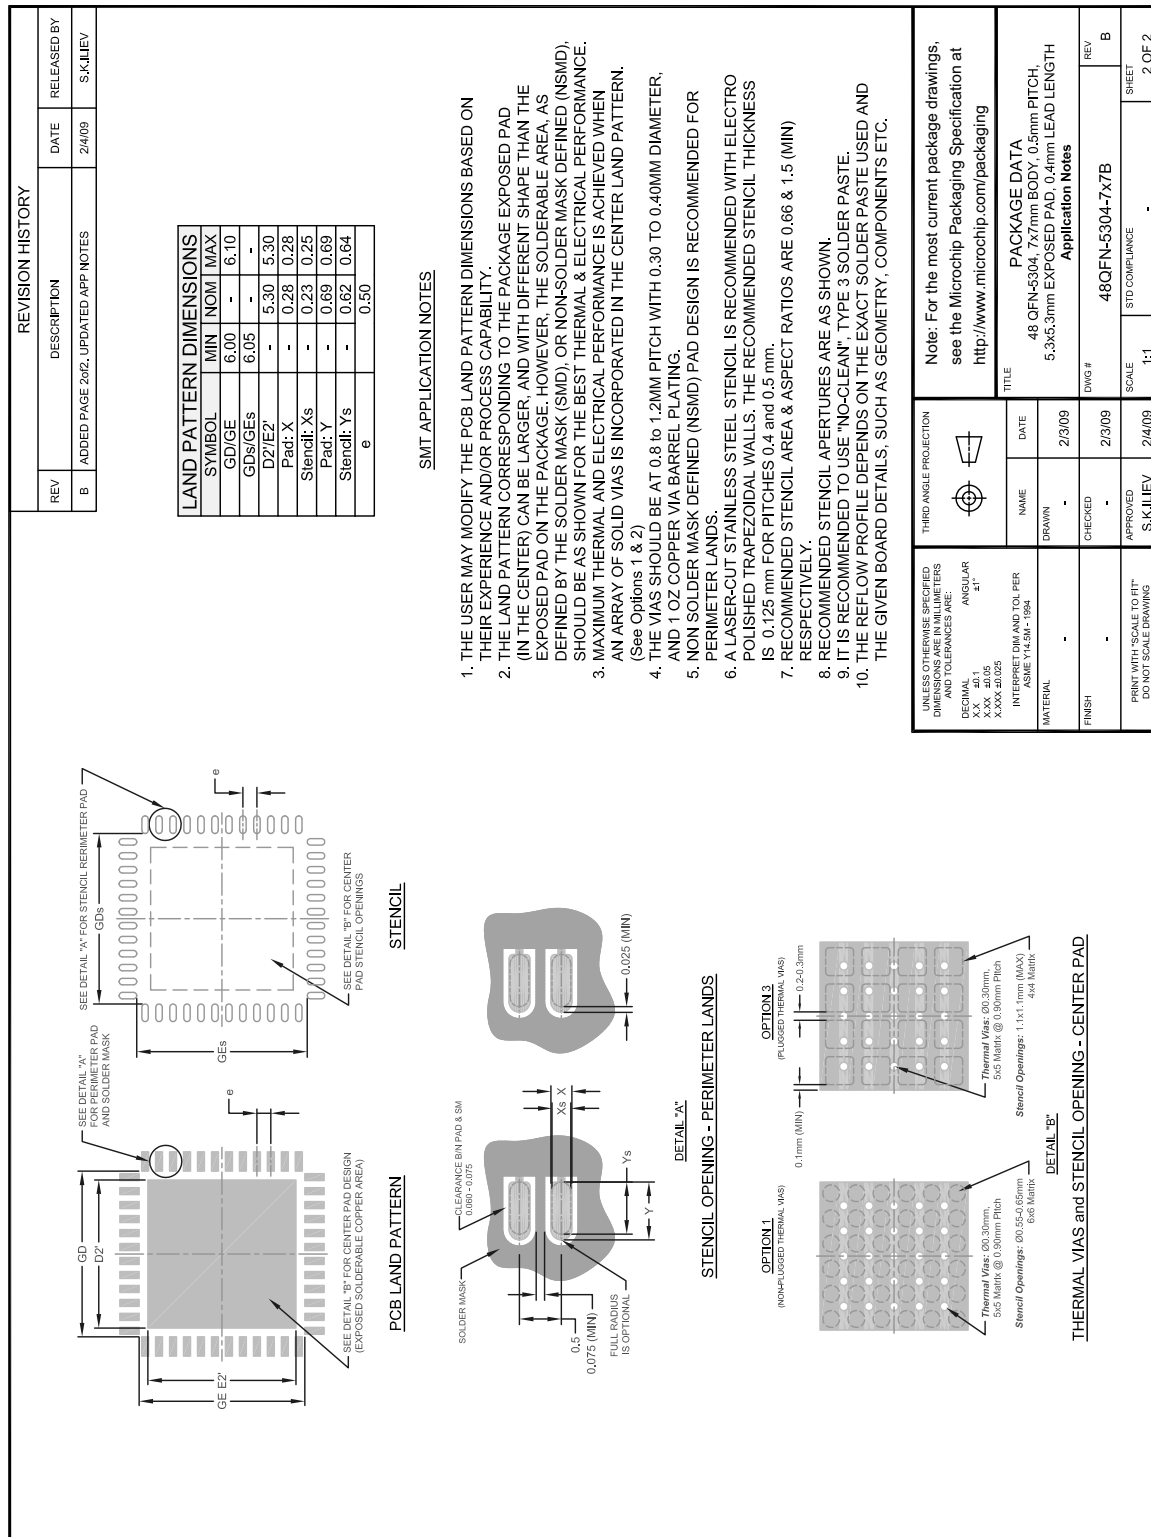 REVISION HISTORY
REV DESCRIPTION DATE RELEASED BY
B ADDED PAGE 2of2. UPDATED APP NOTES 2/4/09 S.K.ILIEV
SEE DETAIL "A"
FOR PERIMETER PAD
AND SOLDER MASK
GD
D2'
GE E2'
e
SEE DETAIL "B" FOR CENTER PAD DESIGN
(EXPOSED SOLDERABLE COPPER AREA)
PCB LAND PATTERN
SEE DETAIL "A" FOR STENCIL RERIMETER PAD
GDs
GEs
e
SEE DETAIL "B" FOR CENTER
PAD STENCIL OPENINGS
STENCIL
LAND PATTERN DIMENSIONS
SYMBOL MIN NOM MAX
GD/GE 6.00 - 6.10
GDs/GEs 6.05 - -
D2'/E2' - 5.30 5.30
Pad: X - 0.28 0.28
Stencil: Xs - 0.23 0.25
Pad: Y - 0.69 0.69
Stencil: Ys - 0.62 0.64
e 0.50
SOLDER MASK
CLEARANCE B/N PAD & SM
0.060 - 0.075
0.5
0.075 (MIN)
FULL RADIUS
IS OPTIONAL
Xs X
Ys
Y
0.025 (MIN)
DETAIL "A"
STENCIL OPENING - PERIMETER LANDS
OPTION 1
(NON-PLUGGED THERMAL VIAS)
Thermal Vias: Ø0.30mm,
5x5 Matrix @ 0.90mm Pitch
Stencil Openings: Ø0.55-0.65mm
6x6 Matrix
OPTION 3
(PLUGGED THERMAL VIAS)
0.1mm (MIN)
0.2-0.3mm
Thermal Vias: Ø0.30mm,
5x5 Matrix @ 0.90mm Pitch
Stencil Openings: 1.1x1.1mm (MAX)
4x4 Matrix
DETAIL "B"
THERMAL VIAS and STENCIL OPENING - CENTER PAD
SMT APPLICATION NOTES
1. THE USER MAY MODIFY THE PCB LAND PATTERN DIMENSIONS BASED ON
THEIR EXPERIENCE AND/OR PROCESS CAPABILITY.
2. THE LAND PATTERN CORRESPONDING TO THE PACKAGE EXPOSED PAD
(IN THE CENTER) CAN BE LARGER, AND WITH DIFFERENT SHAPE THAN THE
EXPOSED PAD ON THE PACKAGE. HOWEVER, THE SOLDERABLE AREA, AS
DEFINED BY THE SOLDER MASK (SMD), OR NON-SOLDER MASK DEFINED (NSMD),
SHOULD BE AS SHOWN FOR THE BEST THERMAL & ELECTRICAL PERFORMANCE.
3. MAXIMUM THERMAL AND ELECTRICAL PERFORMANCE IS ACHIEVED WHEN
AN ARRAY OF SOLID VIAS IS INCORPORATED IN THE CENTER LAND PATTERN.
(See Options 1 & 2)
4. THE VIAS SHOULD BE AT 0.8 to 1.2MM PITCH WITH 0.30 TO 0.40MM DIAMETER,
AND 1 OZ COPPER VIA BARREL PLATING.
5. NON SOLDER MASK DEFINED (NSMD) PAD DESIGN IS RECOMMENDED FOR
PERIMETER LANDS.
6. A LASER-CUT STAINLESS STEEL STENCIL IS RECOMMENDED WITH ELECTRO
POLISHED TRAPEZOIDAL WALLS. THE RECOMMENDED STENCIL THICKNESS
IS 0.125 mm FOR PITCHES 0.4 and 0.5 mm.
7. RECOMMENDED STENCIL AREA & ASPECT RATIOS ARE 0.66 & 1.5 (MIN)
RESPECTIVELY.
8. RECOMMENDED STENCIL APERTURES ARE AS SHOWN.
9. IT IS RECOMMENDED TO USE "NO-CLEAN", TYPE 3 SOLDER PASTE.
10. THE REFLOW PROFILE DEPENDS ON THE EXACT SOLDER PASTE USED AND
THE GIVEN BOARD DETAILS, SUCH AS GEOMETRY, COMPONENTS ETC.
UNLESS OTHERWISE SPECIFIED
DIMENSIONS ARE IN MILLIMETERS
AND TOLERANCES ARE:
DECIMAL ANGULAR
X.X ±0.1 ±1°
X.XX ±0.05
X.XXX ±0.025
INTERPRET DIM AND TOL PER
ASME Y14.5M - 1994
MATERIAL
-
FINISH
-
PRINT WITH "SCALE TO FIT"
DO NOT SCALE DRAWING
THIRD ANGLE PROJECTION
NAME DATE
DRAWN
- 2/3/09
CHECKED
- 2/3/09
APPROVED
S.K.ILIEV 2/4/09
Note: For the most current package drawings,
see the Microchip Packaging Specification at
http://www.microchip.com/packaging
TITLE
PACKAGE DATA
48 QFN-5304, 7x7mm BODY, 0.5mm PITCH,
5.3x5.3mm EXPOSED PAD, 0.4mm LEAD LENGTH
Application Notes
DWG #
48QFN-5304-7x7B
REV
B
SCALE
1:1
STD COMPLIANCE
-
SHEET
2 OF 2